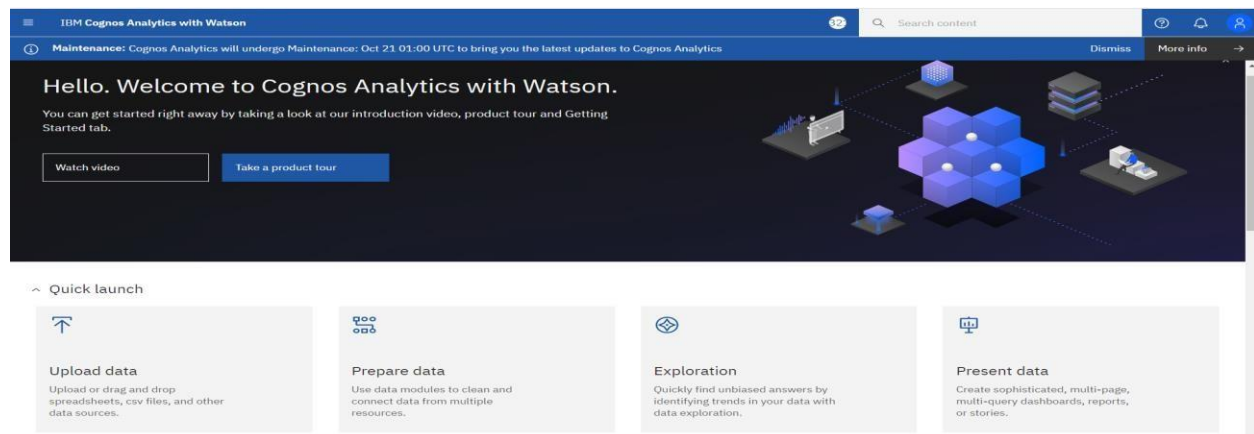 IBM Cognos Analytics with Watson
Search content
Maintenance: Cognos Analytics will undergo Maintenance: Oct 21 01:00 UTC to bring you the latest updates to Cognos Analytics
Dismiss
More info
Hello. Welcome to Cognos Analytics with Watson.
You can get started right away by taking a look at our introduction video, product tour and Getting
Started tab.
Watch video
Take a product tour
Quick launch
Upload data
Upload or drag and drop
spreadsheets, csv files, and other
data sources.
Prepare data
Use data modules to clean and
connect data from multiple
resources.
Exploration
Quickly find unbiased answers by
identifying trends in your data with
data exploration.
Present data
Create sophisticated, multi-page,
multi-query dashboards, reports,
or stories.